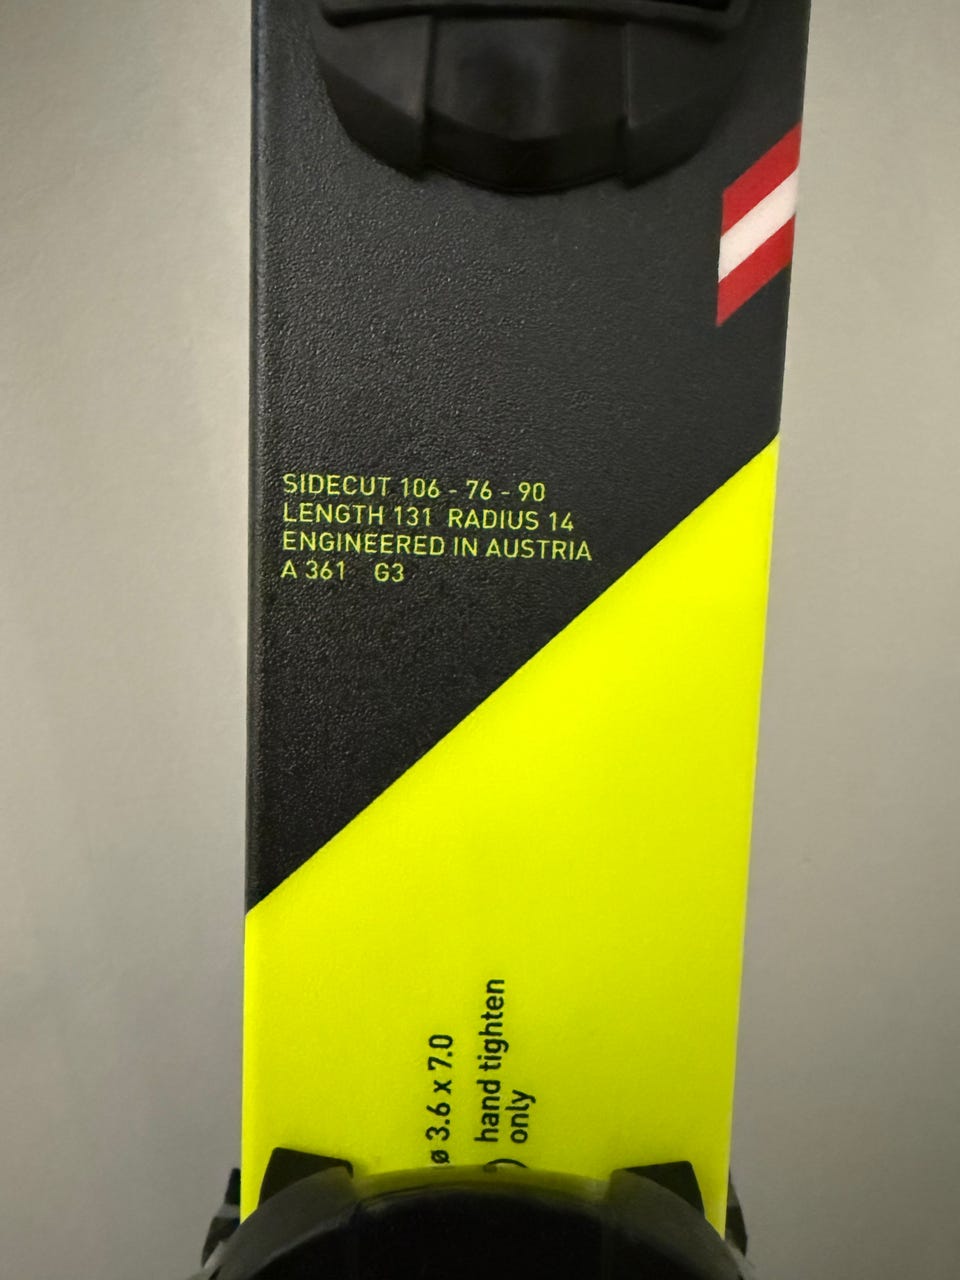 SIDECUT 106 - 76 - 90
LENGTH 131 RADIUS 14
ENGINEERED IN AUSTRIA
A 361 G3
ø 3.6 x 7.0
hand tighten
only